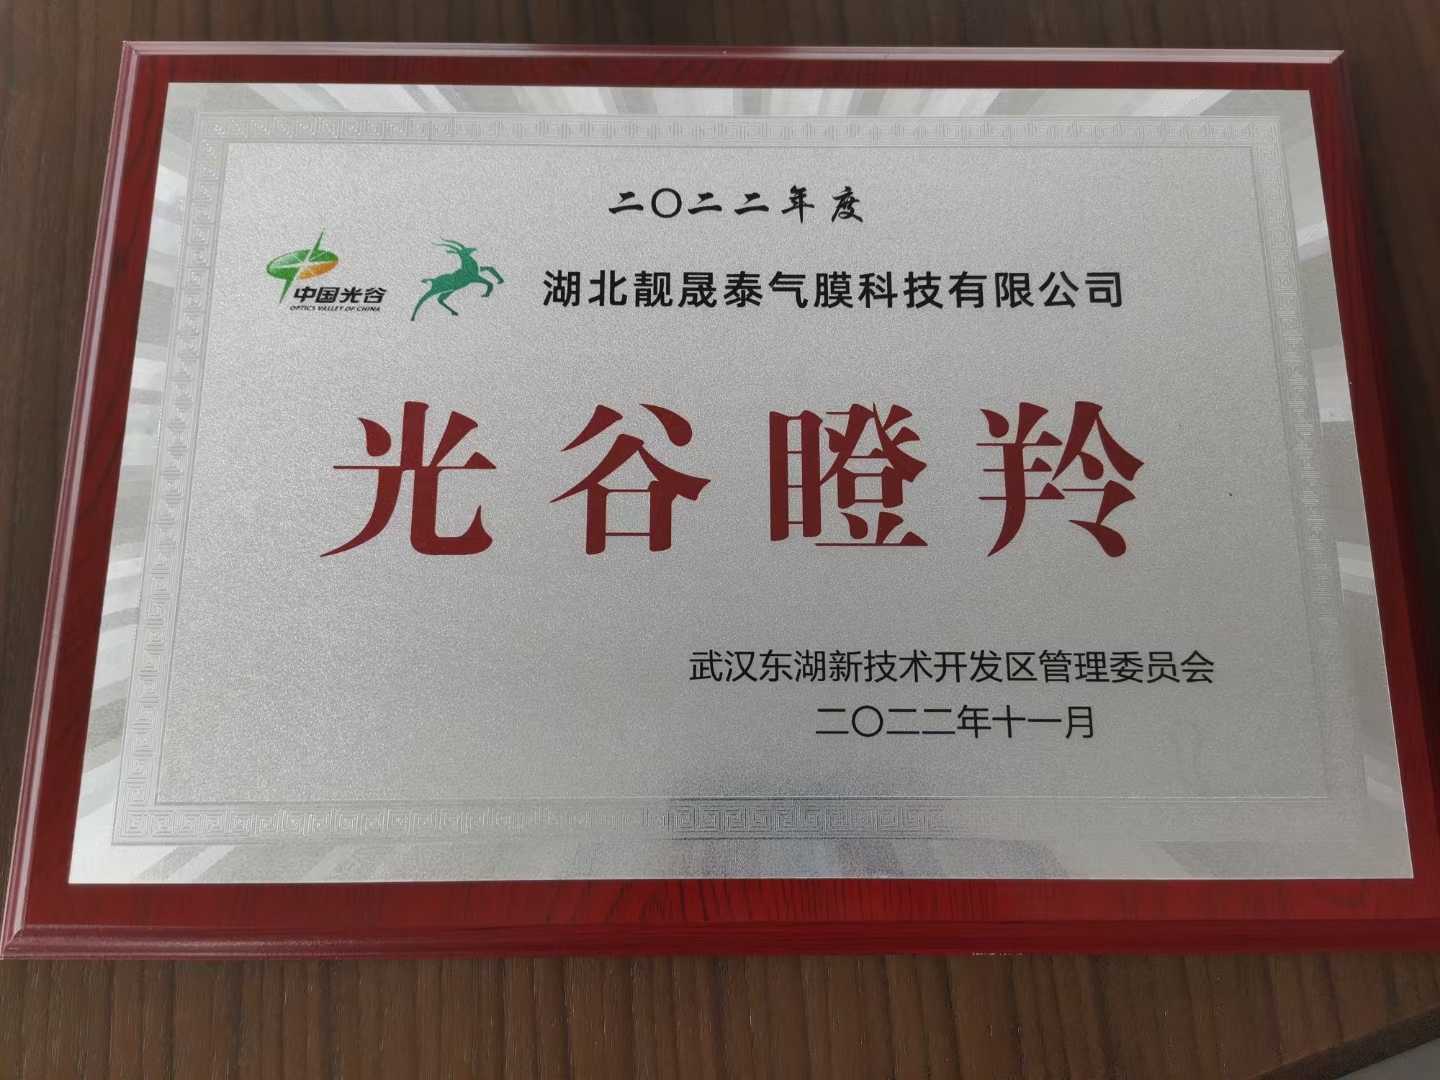 二〇二二年度
中国光谷
OPTICS VALLEY OF CHINA
湖北靓晟泰气膜科技有限公司
光谷瞪羚
武汉东湖新技术开发区管理委员会
二〇二二年十一月